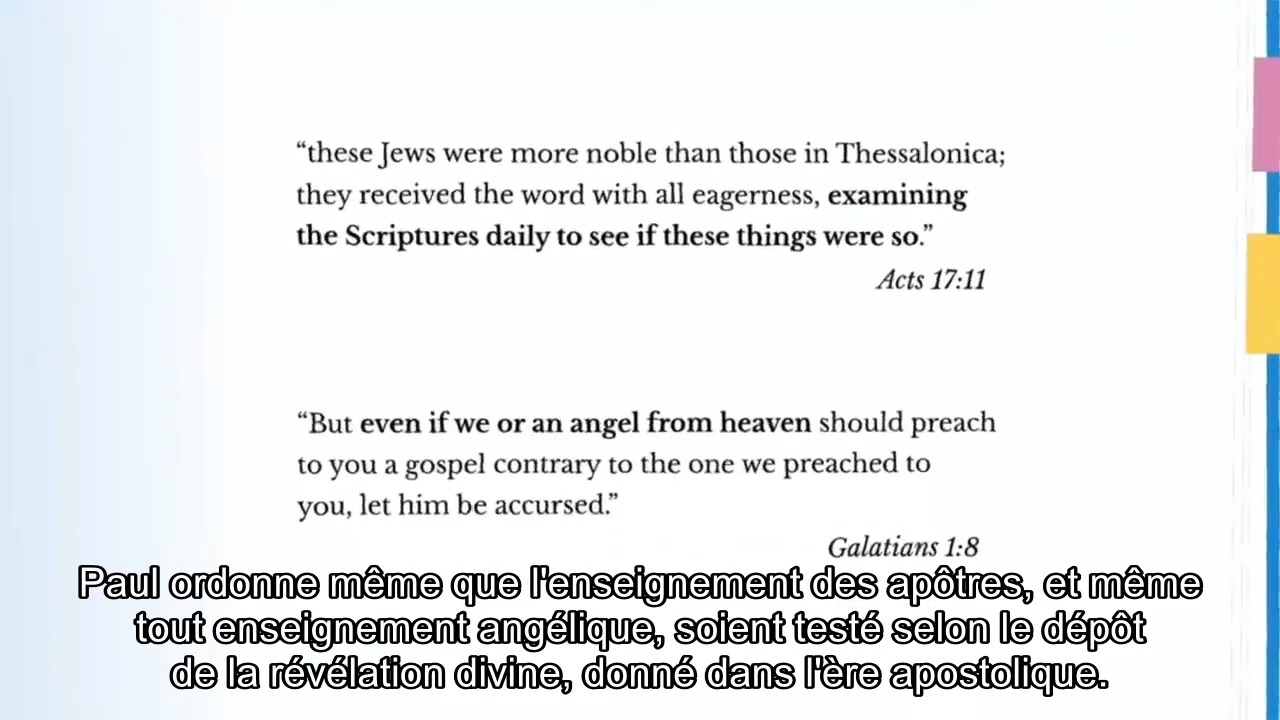 “these Jews were more noble than those in Thessalonica;
they received the word with all eagerness, examining
the Scriptures daily to see if these things were so.”
Acts 17:11
“But even if we or an angel from heaven should preach
to you a gospel contrary to the one we preached to
you, let him be accursed.”
Galatians 1:8
Paul ordonne même que l'enseignement des apôtres, et même
tout enseignement angélique, soient testé selon le dépôt
de la révélation divine, donné dans l'ère apostolique.